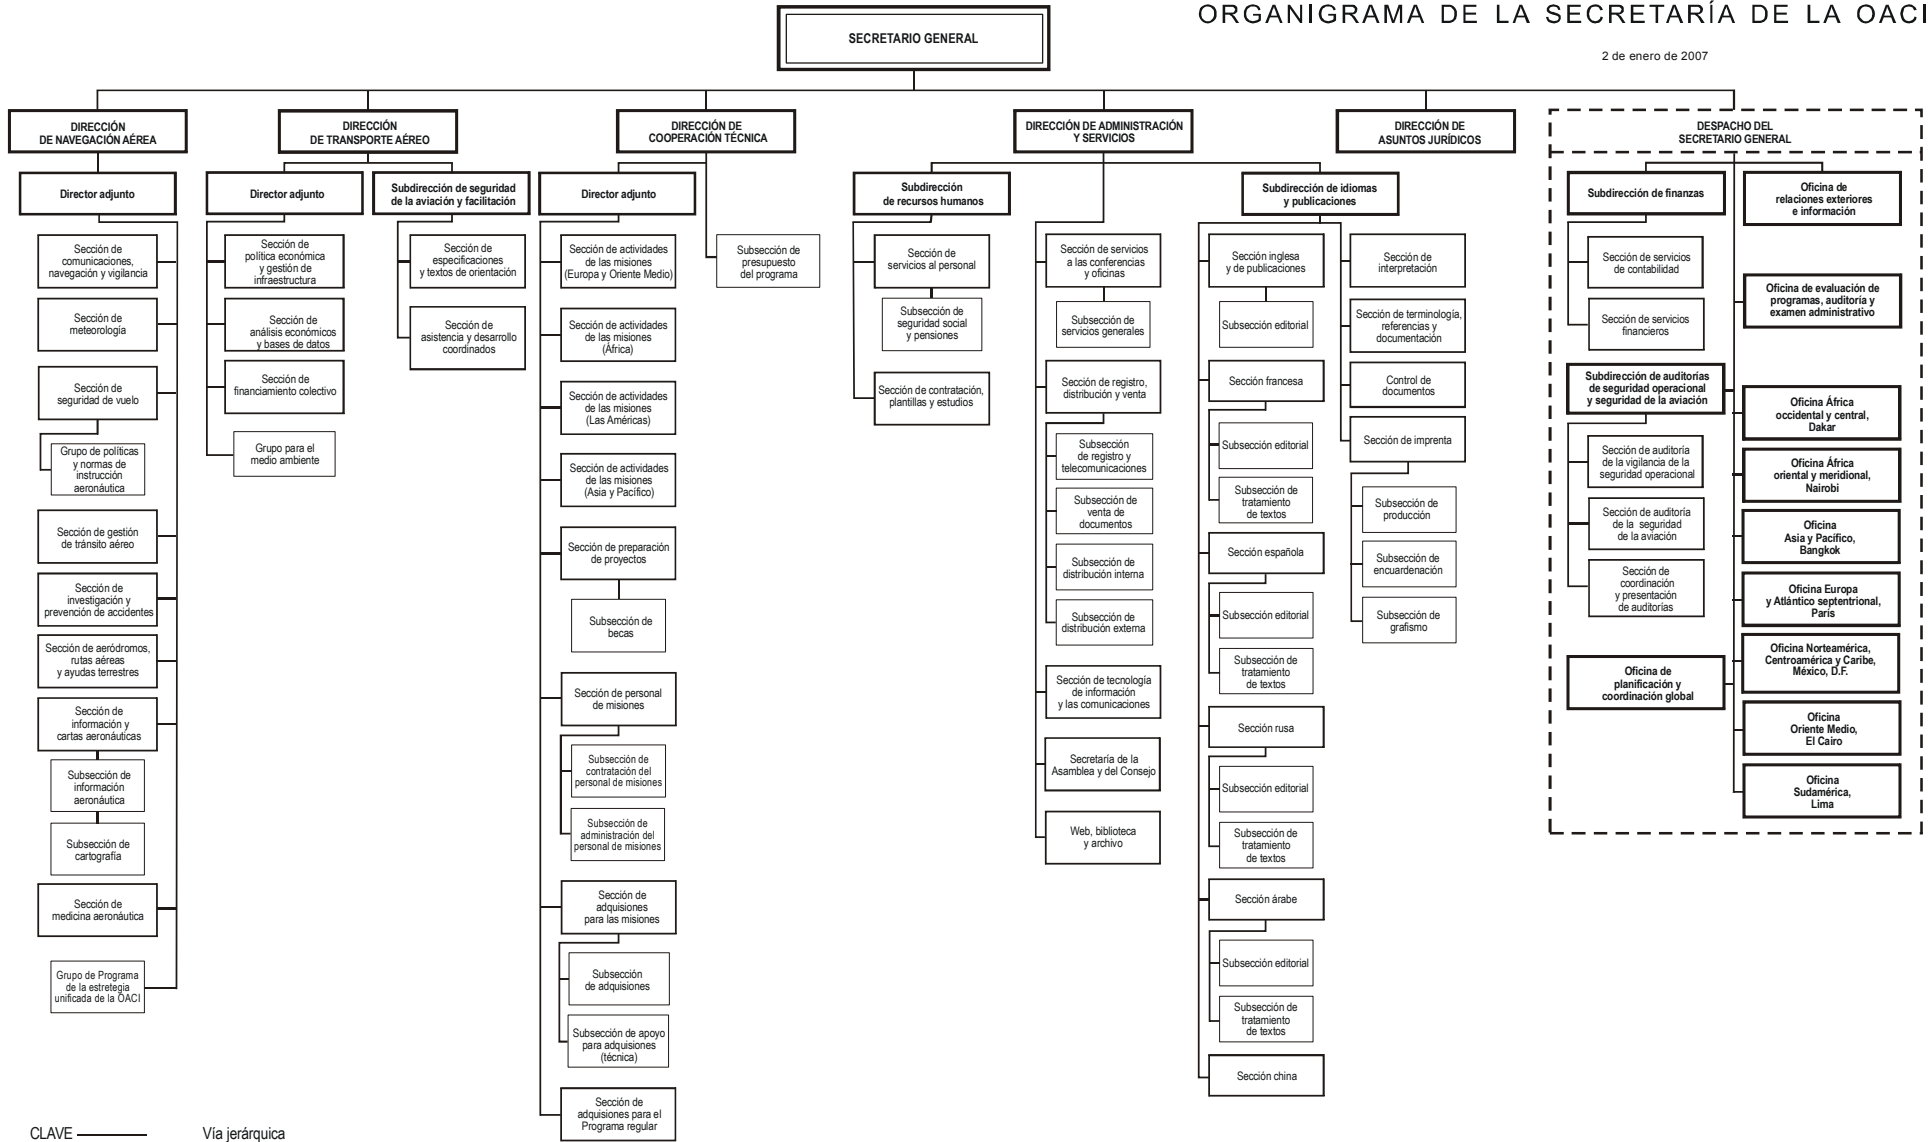 ORGANIGRAMA DE LA SECRETARÍA DE LA OACI
2 de enero de 2007
SECRETARIO GENERAL
DIRECCIÓN
DE NAVEGACIÓN AÉREA
Director adjunto
Sección de
comunicaciones,
navegación y vigilancia
Sección de
meteorología
Sección de
seguridad de vuelo
Grupo de políticas
y normas de
instrucción
aeronáutica
Sección de gestión
de tránsito aéreo
Sección de
investigación y
prevención de accidentes
Sección de aeródromos,
rutas aéreas
y ayudas terrestres
Sección de
información y
cartas aeronáuticas
Subsección de
información
aeronáutica
Subsección de
cartografía
Sección de
medicina aeronáutica
Grupo de Programa
de la estretegia
unificada de la OACI
DIRECCIÓN
DE TRANSPORTE AÉREO
Director adjunto
Sección de
política económica
y gestión de
infraestructura
Sección de
análisis económicos
y bases de datos
Sección de
financiamiento colectivo
Grupo para el
medio ambiente
Subdirección de seguridad
de la aviación y facilitación
Sección de
especificaciones
y textos de orientación
Sección de
asistencia y desarrollo
coordinados
DIRECCIÓN DE
COOPERACIÓN TÉCNICA
Director adjunto
Sección de actividades
de las misiones
(Europa y Oriente Medio)
Sección de actividades
de las misiones
(África)
Sección de actividades
de las misiones
(Las Américas)
Sección de actividades
de las misiones
(Asia y Pacífico)
Sección de preparación
de proyectos
Subsección de
becas
Sección de personal
de misiones
Subsección de
contratación del
personal de misiones
Subsección de
administración del
personal de misiones
Sección de
adquisiones
para las misiones
Subsección
de adquisiones
Subsección de apoyo
para adquisiones
(técnica)
Sección de
adquisiones para el
Programa regular
Subsección de
presupuesto
del programa
DIRECCIÓN DE ADMINISTRACIÓN
Y SERVICIOS
Subdirección
de recursos humanos
Sección de
servicios al personal
Subsección de
seguridad social
y pensiones
Sección de contratación,
plantillas y estudios
Sección de servicios
a las conferencias
y oficinas
Subsección de
servicios generales
Sección de registro,
distribución y venta
Subsección
de registro y
telecomunicaciones
Subsección de
venta de
documentos
Subsección de
distribución interna
Subsección de
distribución externa
Sección de tecnología
de información
y las comunicaciones
Secretaría de la
Asamblea y del Consejo
Web, biblioteca
y archivo
Subdirección de idiomas
y publicaciones
Sección inglesa
y de publicaciones
Subsección editorial
Sección francesa
Subsección editorial
Subsección de
tratamiento
de textos
Sección española
Subsección editorial
Subsección de
tratamiento
de textos
Sección rusa
Subsección editorial
Subsección de
tratamiento
de textos
Sección árabe
Subsección editorial
Subsección de
tratamiento
de textos
Sección china
Sección de
interpretación
Sección de terminología,
referencias y
documentación
Control de
documentos
Sección de imprenta
Subsección de
producción
Subsección de
encuardenación
Subsección de
grafismo
DIRECCIÓN DE
ASUNTOS JURÍDICOS
DESPACHO DEL
SECRETARIO GENERAL
Subdirección de finanzas
Sección de servicios
de contabilidad
Sección de servicios
financieros
Subdirección de auditorías
de seguridad operacional
y seguridad de la aviación
Sección de auditoría
de la vigilancia de la
seguridad operacional
Sección de auditoría
de la seguridad
de la aviación
Sección de
coordinación
y presentación
de auditorías
Oficina de
planificación y
coordinación global
Oficina de
relaciones exteriores
e información
Oficina de evaluación de
programas, auditoría y
examen administrativo
Oficina África
occidental y central,
Dakar
Oficina África
oriental y meridional,
Nairobi
Oficina
Asia y Pacífico,
Bangkok
Oficina Europa
y Atlántico septentrional,
París
Oficina Norteamérica,
Centroamérica y Caribe,
México, D.F.
Oficina
Oriente Medio,
El Cairo
Oficina
Sudamérica,
Lima
CLAVE Vía jerárquica